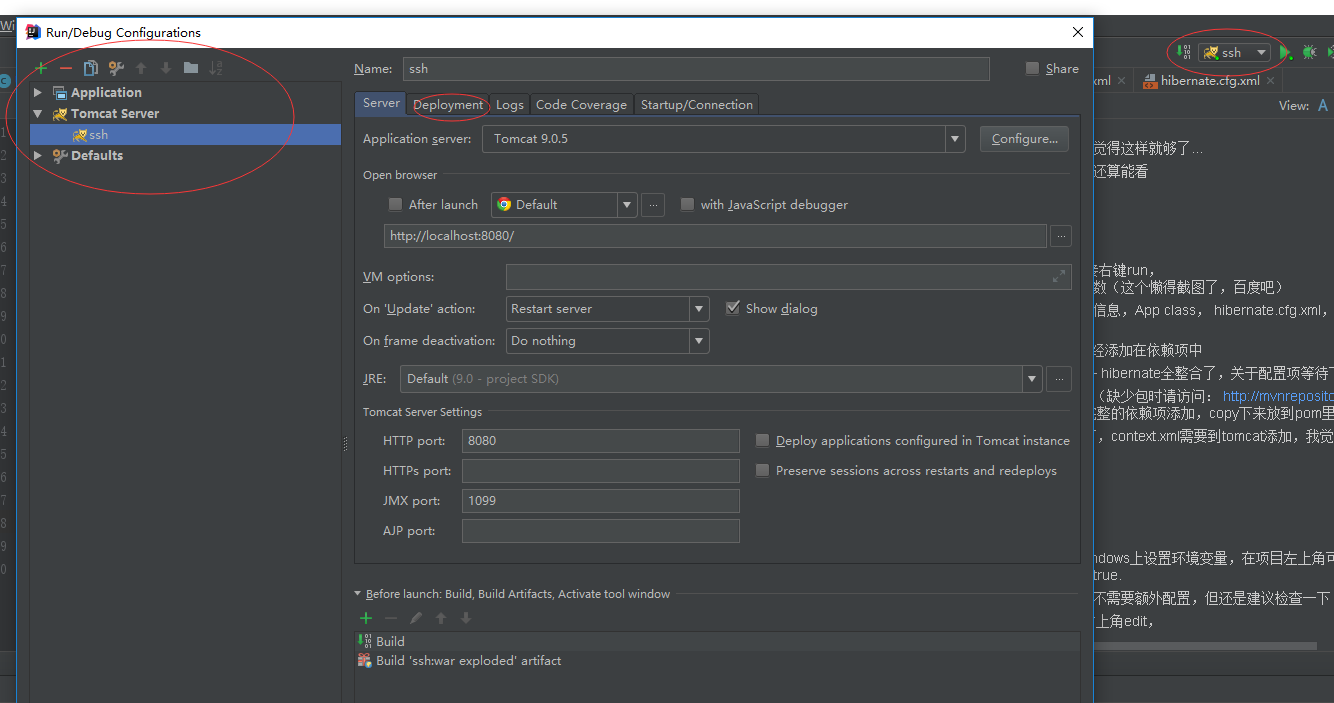 Wi
Run/Debug Configurations
ssh
Name: ssh
Share
Application
Tomcat Server
ssh
Defaults
Server
Deployment
Logs
Code Coverage
Startup/Connection
xml
hibernate.cfg.xml
View:
Application server: Tomcat 9.0.5 Configure...
Open browser
After launch Default ... with JavaScript debugger
http://localhost:8080/ ...
VM options:
On 'Update' action: Restart server Show dialog
On frame deactivation: Do nothing
JRE: Default (9.0 - project SDK) ...
Tomcat Server Settings
HTTP port: 8080 Deploy applications configured in Tomcat instance
HTTPs port: Preserve sessions across restarts and redeploys
JMX port: 1099
AJP port:
Before launch: Build, Build Artifacts, Activate tool window
Build
Build 'ssh:war exploded' artifact
觉得这样就够了...
还算能看
右键run，
数（这个懒得截图了，百度吧）
信息，App class， hibernate.cfg.xml，
添加在依赖项中
- hibernate全整合了，关于配置项等待
（缺少包时请访问： http://mvnreposito
整的依赖项添加，copy下来放到pom里
，context.xml需要到tomcat添加，我觉
ndows上设置环境变量，在项目左上角可
true.
不需要额外配置，但还是建议检查一下
上角edit，